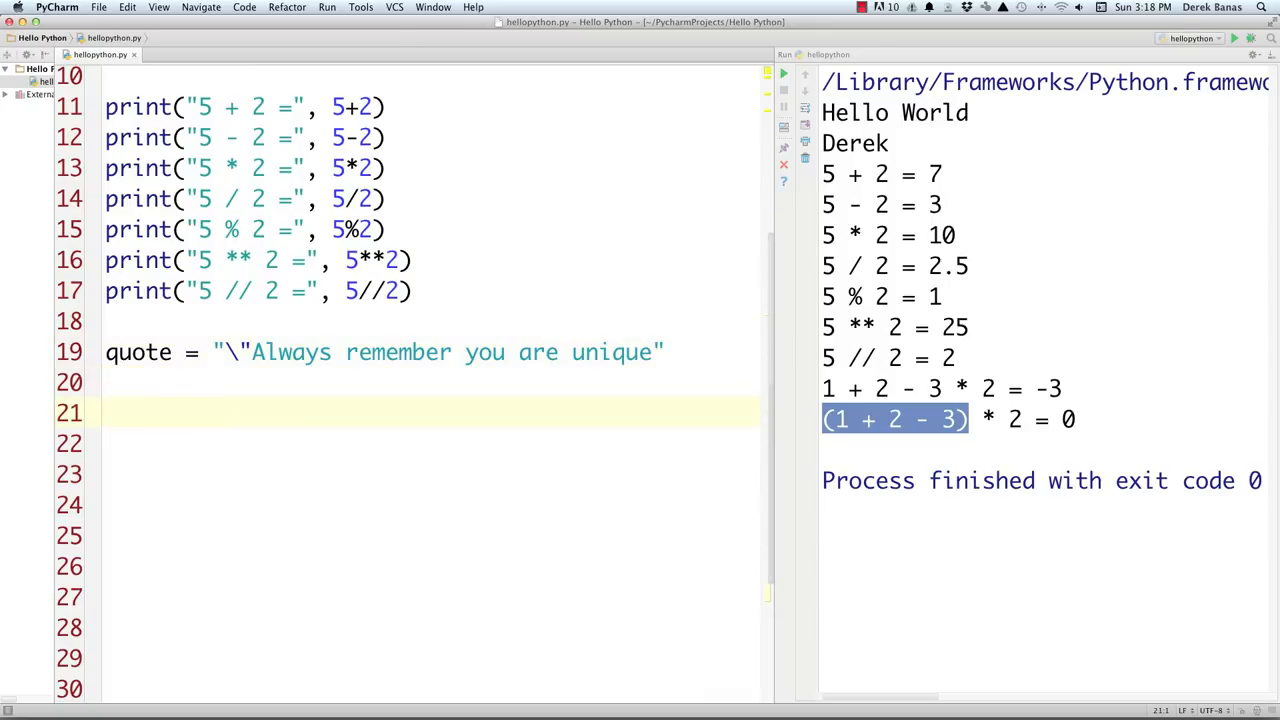 PyCharm File Edit View Navigate Code Refactor Run Tools VCS Window Help 10 Sun 3:18 PM Derek Banas
hellopython.py – Hello Python – [~/PycharmProjects/Hello Python]
Hello Python hellopython.py hellopython
hellopython.py Run hellopython
Hello P
hell
Externa
10
11 print("5 + 2 =", 5+2)
12 print("5 - 2 =", 5-2)
13 print("5 * 2 =", 5*2)
14 print("5 / 2 =", 5/2)
15 print("5 % 2 =", 5%2)
16 print("5 ** 2 =", 5**2)
17 print("5 // 2 =", 5//2)
18
19 quote = "\"Always remember you are unique"
20
21
22
23
24
25
26
27
28
29
30
/Library/Frameworks/Python.framewo
Hello World
Derek
5 + 2 = 7
5 - 2 = 3
5 * 2 = 10
5 / 2 = 2.5
5 % 2 = 1
5 ** 2 = 25
5 // 2 = 2
1 + 2 - 3 * 2 = -3
(1 + 2 - 3) * 2 = 0
Process finished with exit code 0
21:1 LF UTF-8